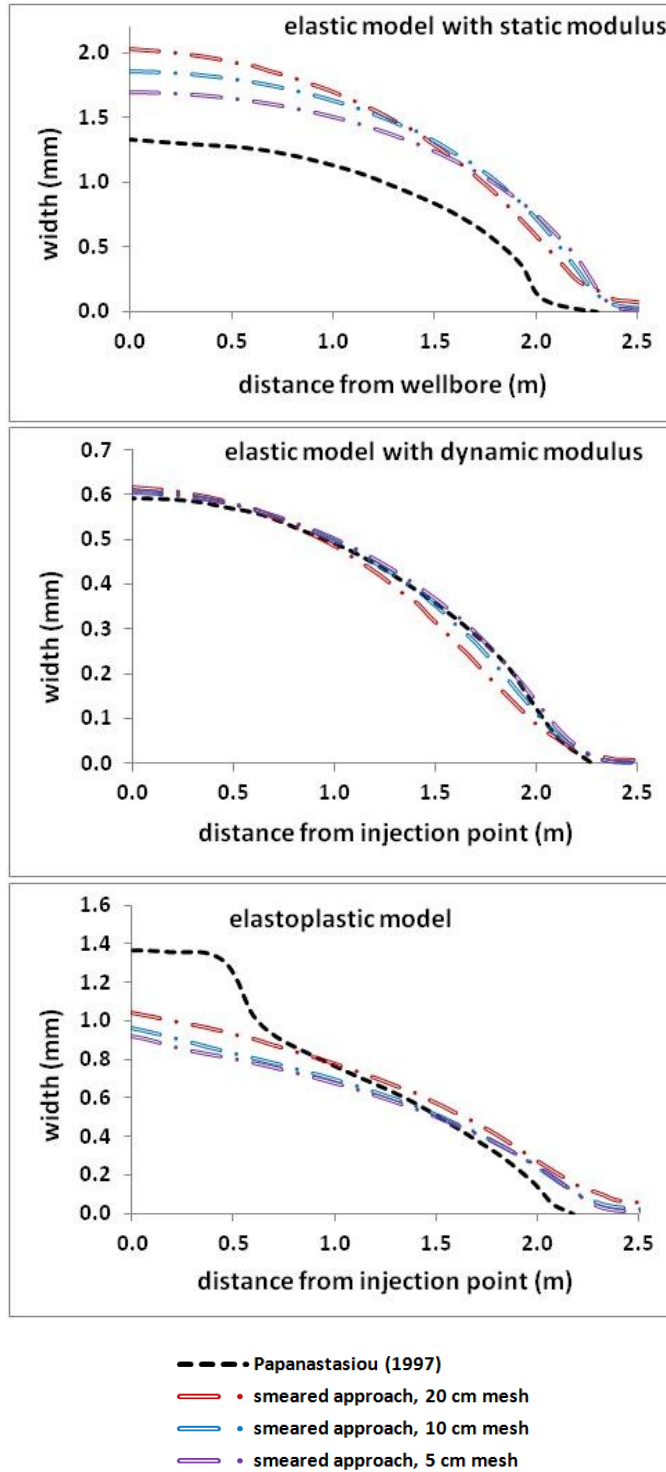 elastic model with static modulus
2.0
1.5
1.0
0.5
0.0
width (mm)
0.0 0.5 1.0 1.5 2.0 2.5
distance from wellbore (m)
elastic model with dynamic modulus
0.7
0.6
0.5
0.4
0.3
0.2
0.1
0.0
width (mm)
0.0 0.5 1.0 1.5 2.0 2.5
distance from injection point (m)
elastoplastic model
1.6
1.4
1.2
1.0
0.8
0.6
0.4
0.2
0.0
width (mm)
0.0 0.5 1.0 1.5 2.0 2.5
distance from injection point (m)
Papanastasiou (1997)
smeared approach, 20 cm mesh
smeared approach, 10 cm mesh
smeared approach, 5 cm mesh